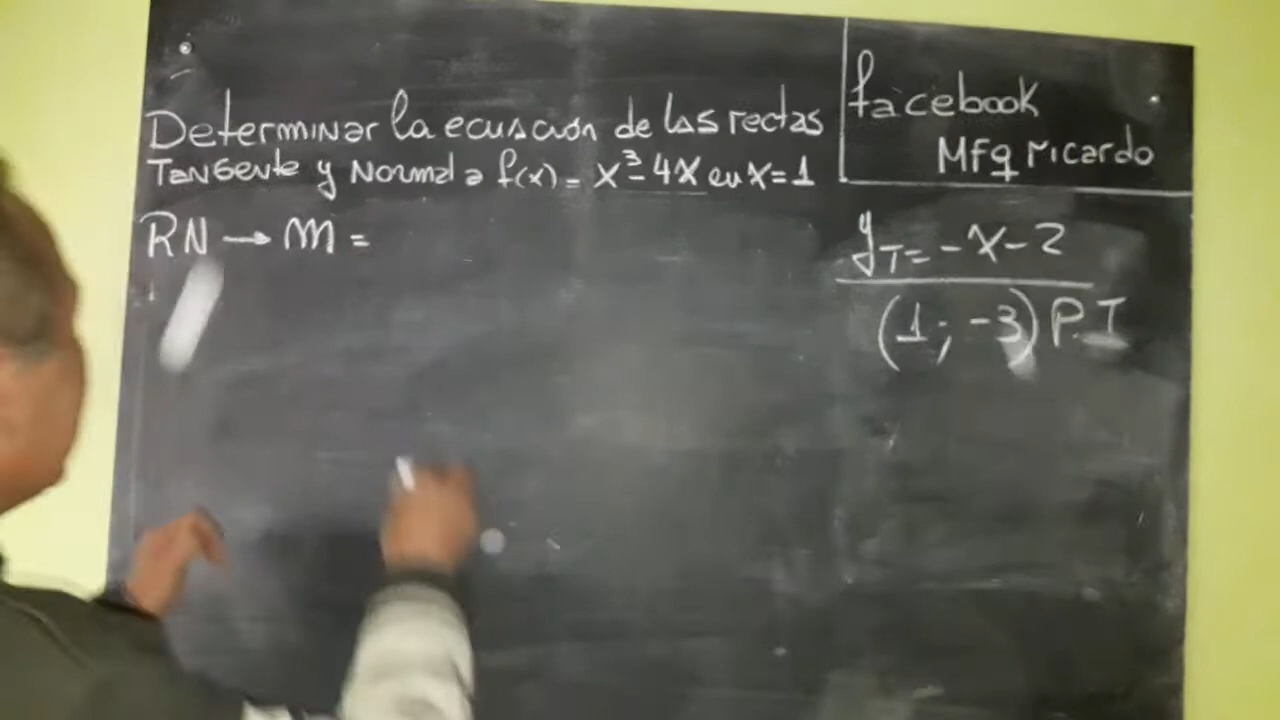 Determinar la ecuación de las rectas
Tangente y Normal a f(x) = x³-4x en x=1
RN → m =
facebook
Mfq ricardo
y_T= -x-2
(1; -3) P.I